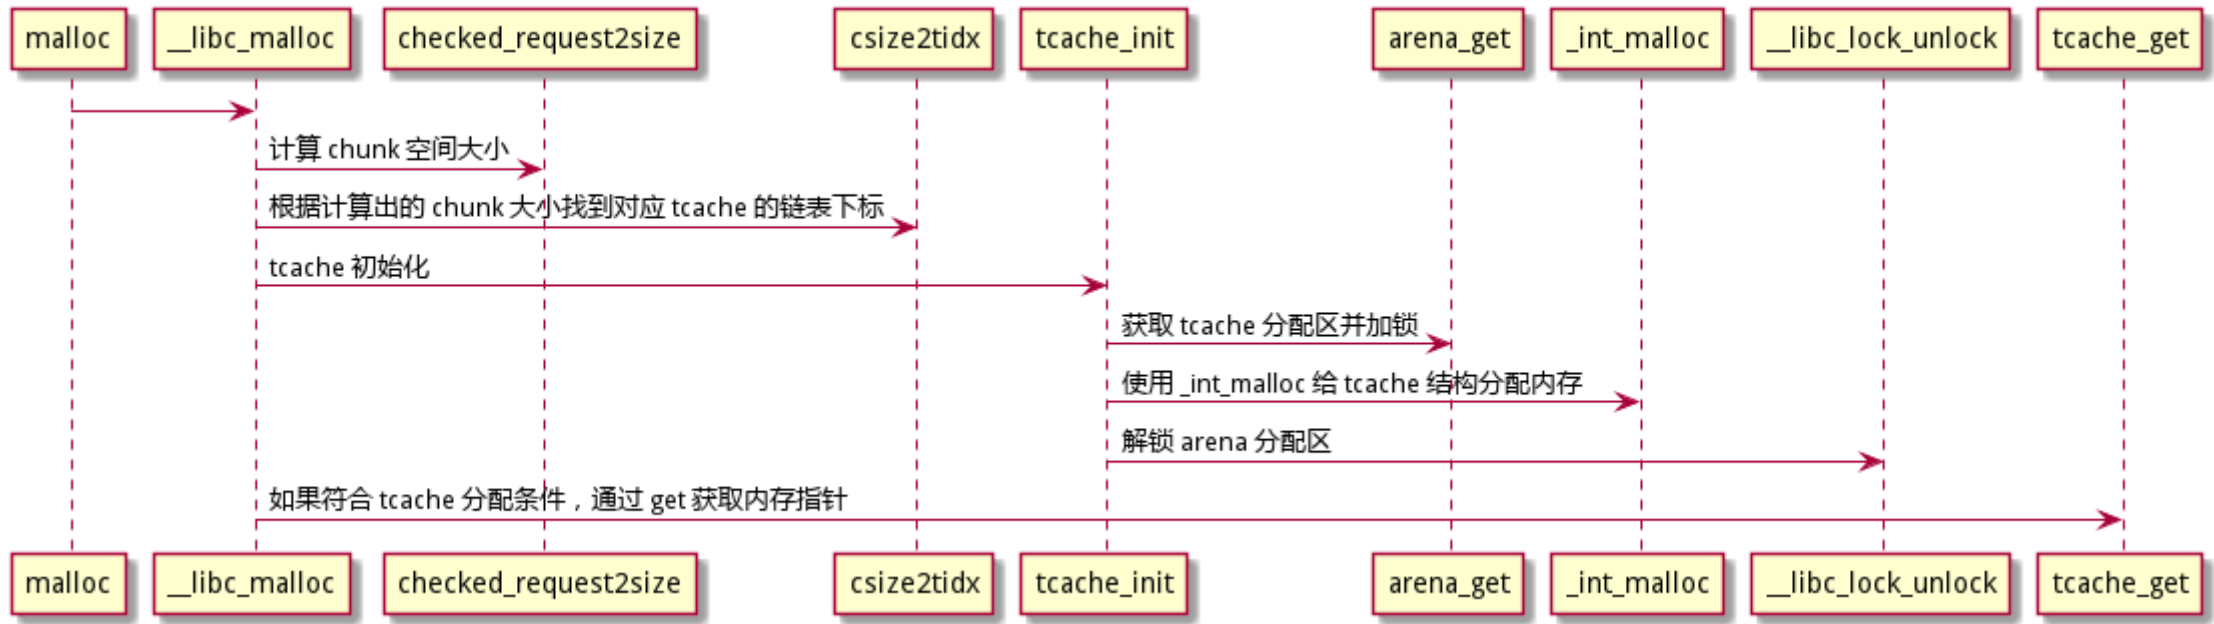 malloc
__libc_malloc
checked_request2size
csize2tidx
tcache_init
arena_get
_int_malloc
__libc_lock_unlock
tcache_get
计算 chunk 空间大小
根据计算出的 chunk 大小找到对应 tcache 的链表下标
tcache 初始化
获取 tcache 分配区并加锁
使用 _int_malloc 给 tcache 结构分配内存
解锁 arena 分配区
如果符合 tcache 分配条件，通过 get 获取内存指针
malloc
__libc_malloc
checked_request2size
csize2tidx
tcache_init
arena_get
_int_malloc
__libc_lock_unlock
tcache_get